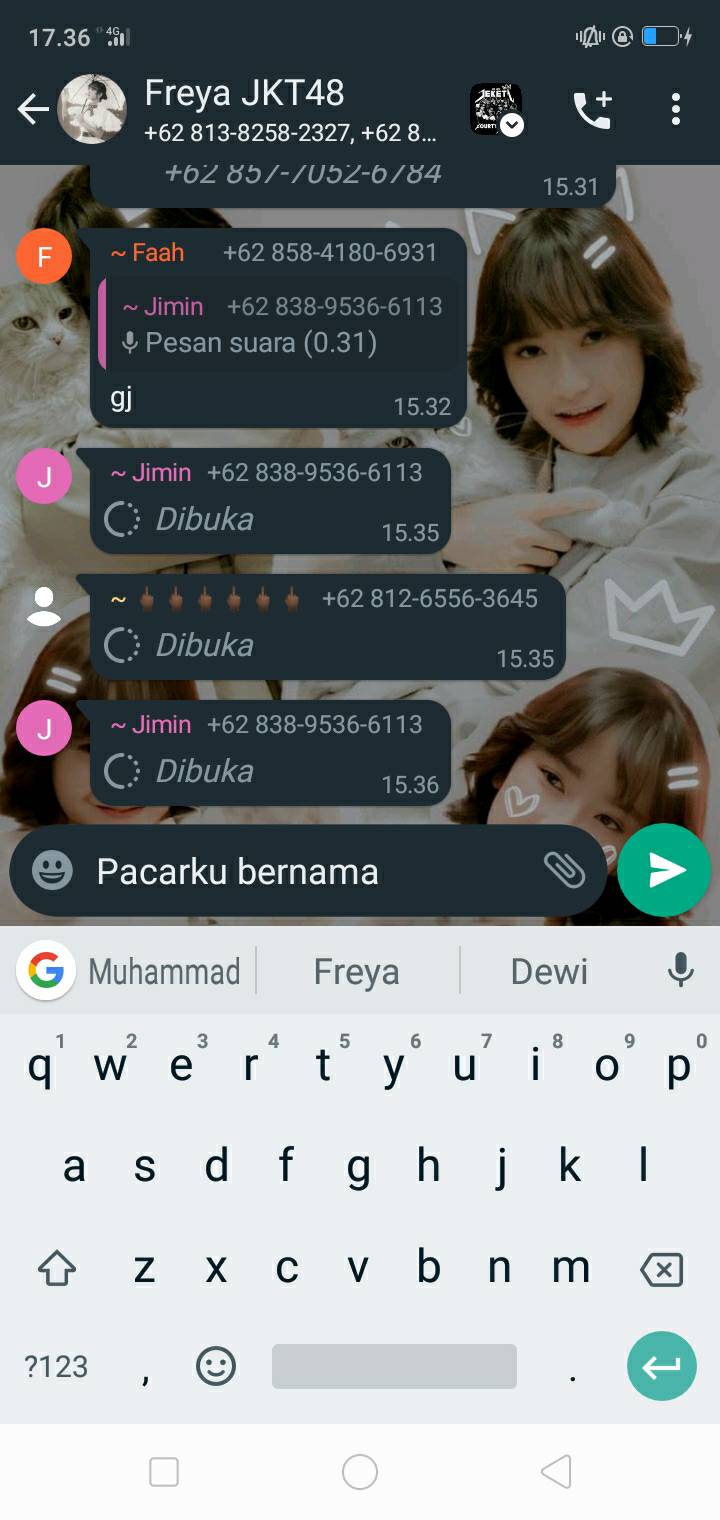 17.36 4G
Freya JKT48
+62 813-8258-2327, +62 8...
+62 857-7052-6784
15.31
F
~ Faah +62 858-4180-6931
~ Jimin +62 838-9536-6113
Pesan suara (0.31)
gj
15.32
J
~ Jimin +62 838-9536-6113
Dibuka
15.35
~ 🖕🏾🖕🏾🖕🏾🖕🏾🖕🏾🖕🏾 +62 812-6556-3645
Dibuka
15.35
J
~ Jimin +62 838-9536-6113
Dibuka
15.36
Pacarku bernama
G Muhammad Freya Dewi
1 2 3 4 5 6 7 8 9 0
q w e r t y u i o p
a s d f g h j k l
z x c v b n m
?123 , .